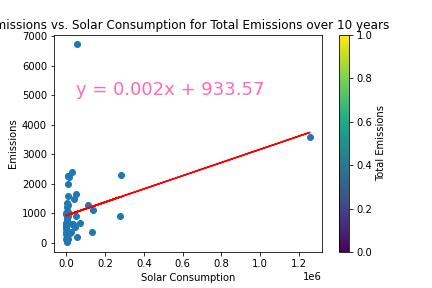 missions vs. Solar Consumption for Total Emissions over 10 years
7000
6000
5000
4000
3000
2000
1000
0
Emissions
y = 0.002x + 933.57
0.0 0.2 0.4 0.6 0.8 1.0 1.2
1e6
Solar Consumption
1.0
0.8
0.6
0.4
0.2
0.0
Total Emissions